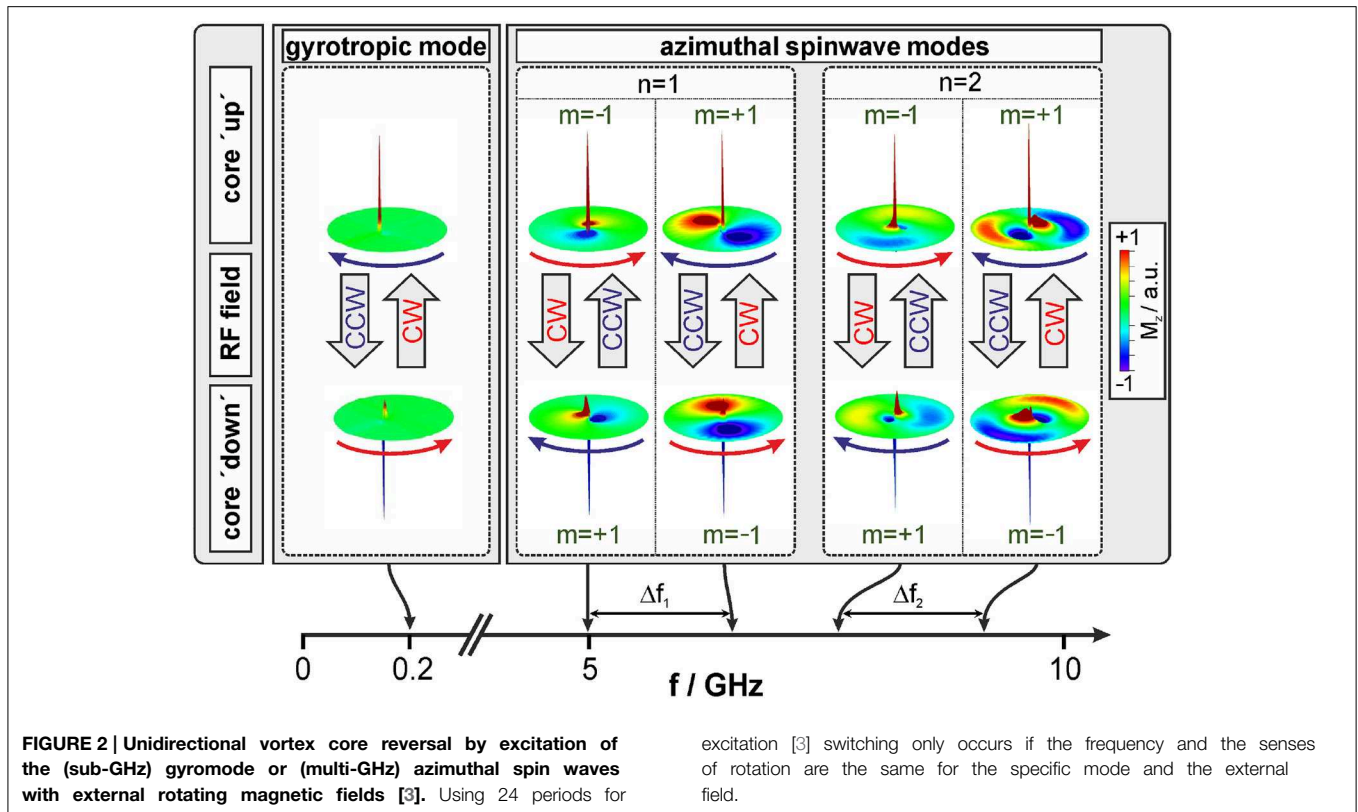 gyrotropic mode
azimuthal spinwave modes
n=1
n=2
m=-1
m=+1
m=-1
m=+1
core ´up´
RF field
CCW
CW
CW
CCW
CCW
CW
CW
CCW
CCW
CW
core ´down´
m=+1
m=-1
m=+1
m=-1
+1
M_z / a.u.
-1
Δf₁
Δf₂
0
0.2
5
10
f / GHz
FIGURE 2 | Unidirectional vortex core reversal by excitation of
the (sub-GHz) gyromode or (multi-GHz) azimuthal spin waves
with external rotating magnetic fields [3]. Using 24 periods for
excitation [3] switching only occurs if the frequency and the senses
of rotation are the same for the specific mode and the external
field.